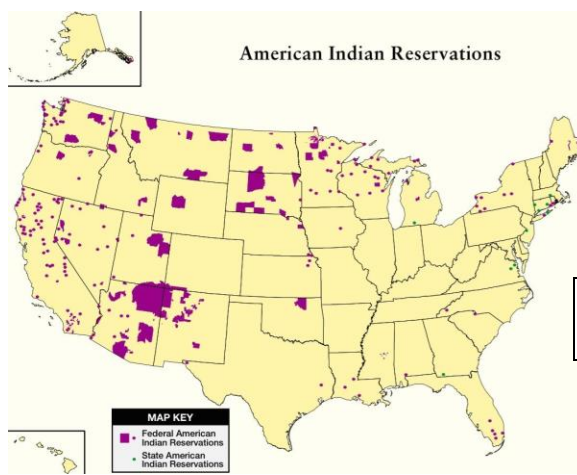 American Indian Reservations
MAP KEY
Federal American
Indian Reservations
State American
Indian Reservations